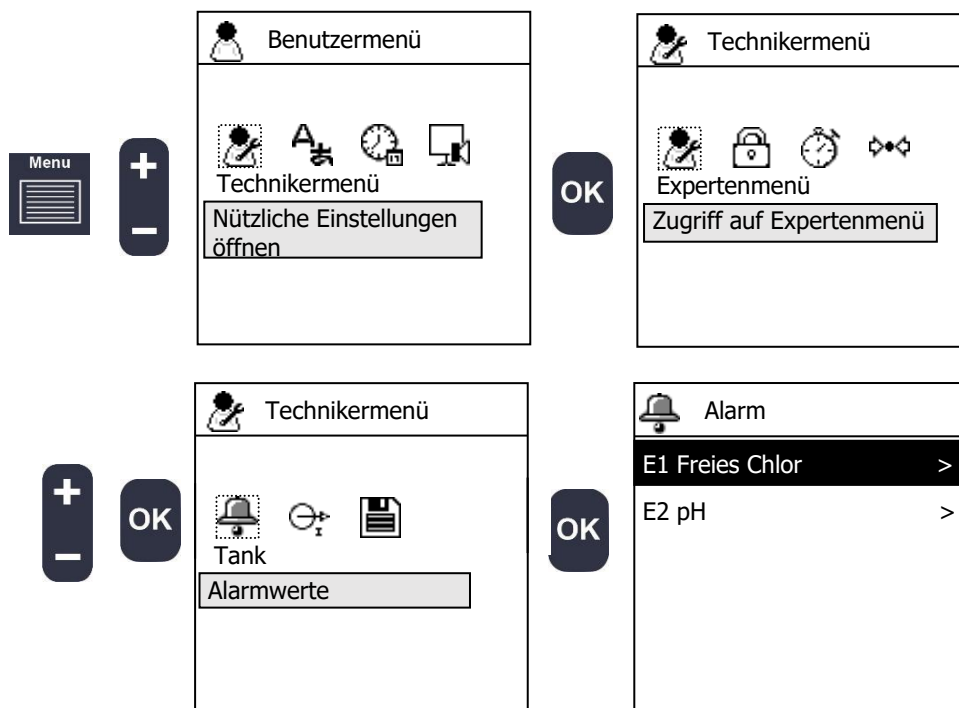 Benutzermenü
Technikermenü
Menu
Technikermenü
Nützliche Einstellungen
öffnen
OK
Expertenmenü
Zugriff auf Expertenmenü
Technikermenü
Alarm
OK
Tank
Alarmwerte
OK
E1 Freies Chlor >
E2 pH >